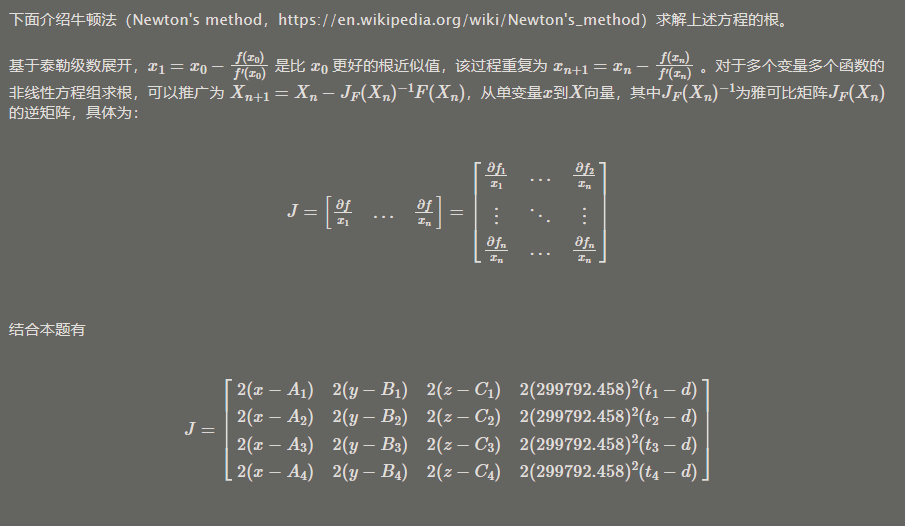 下面介绍牛顿法（Newton's method，https://en.wikipedia.org/wiki/Newton's_method）求解上述方程的根。
基于泰勒级数展开，$x_1 = x_0 - \frac{f(x_0)}{f'(x_0)}$ 是比 $x_0$ 更好的根近似值，该过程重复为 $x_{n+1} = x_n - \frac{f(x_n)}{f'(x_n)}$ 。对于多个变量多个函数的
非线性方程组求根，可以推广为 $X_{n+1} = X_n - J_F(X_n)^{-1}F(X_n)$，从单变量$x$到$X$向量，其中$J_F(X_n)^{-1}$为雅可比矩阵$J_F(X_n)$
的逆矩阵，具体为：
$J = \begin{bmatrix} \frac{\partial f}{x_1} & \dots & \frac{\partial f}{x_n} \end{bmatrix} = \begin{bmatrix} \frac{\partial f_1}{x_1} & \dots & \frac{\partial f_2}{x_n} \\ \vdots & \ddots & \vdots \\ \frac{\partial f_n}{x_n} & \dots & \frac{\partial f_n}{x_n} \end{bmatrix}$
结合本题有
$J = \begin{bmatrix} 2(x - A_1) & 2(y - B_1) & 2(z - C_1) & 2(299792.458)^2(t_1 - d) \\ 2(x - A_2) & 2(y - B_2) & 2(z - C_2) & 2(299792.458)^2(t_2 - d) \\ 2(x - A_3) & 2(y - B_3) & 2(z - C_3) & 2(299792.458)^2(t_3 - d) \\ 2(x - A_4) & 2(y - B_4) & 2(z - C_4) & 2(299792.458)^2(t_4 - d) \end{bmatrix}$